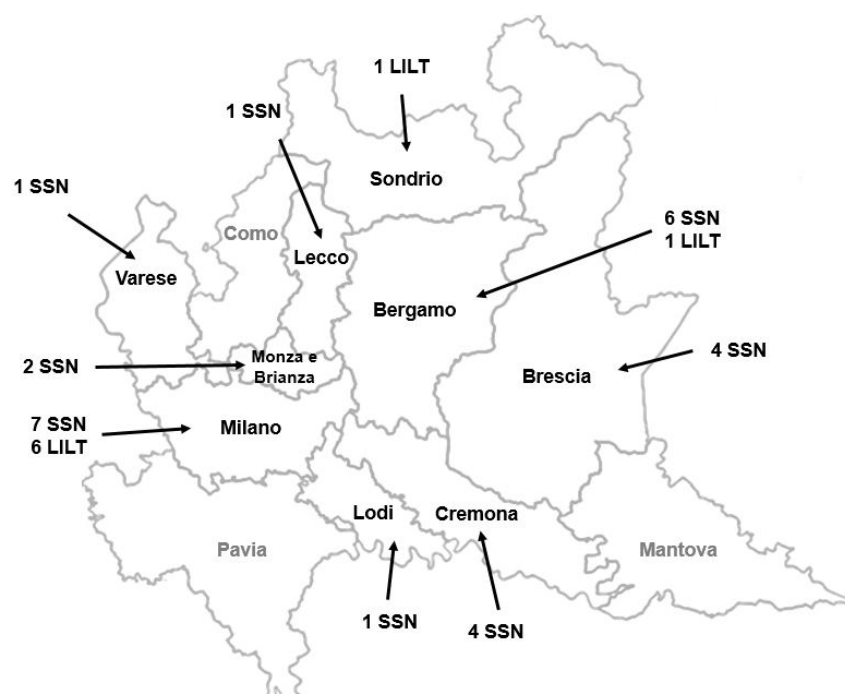 1 LILT
1 SSN
Sondrio
1 SSN
Como
6 SSN
1 LILT
Lecco
Varese
Bergamo
2 SSN
Monza e
Brianza
4 SSN
Brescia
7 SSN
6 LILT
Milano
Lodi
Cremona
Pavia
Mantova
1 SSN
4 SSN